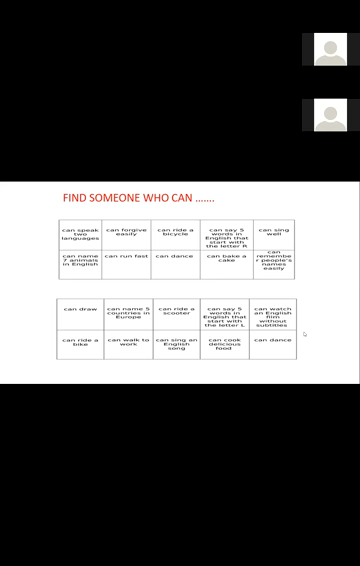 FIND SOMEONE WHO CAN .......
can speak
two
languages
can forgive
easily
can ride a
bicycle
can say 5
words in
English that
start with
the letter R
can sing
well
can name
7 animals
in English
can run fast
can dance
can bake a
cake
can
remembe
r people's
names
easily
can draw
can name 5
countries in
Europe
can ride a
scooter
can say 5
words in
English that
start with
the letter L
can watch
an English
film
without
subtitles
can ride a
bike
can walk to
work
can sing an
English
song
can cook
delicious
food
can dance